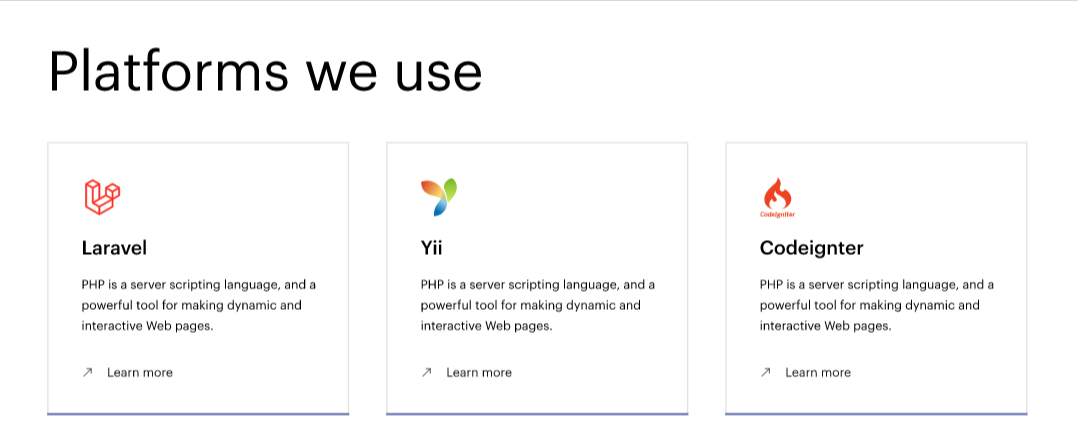 Platforms we use
Laravel
PHP is a server scripting language, and a
powerful tool for making dynamic and
interactive Web pages.
Learn more
Yii
PHP is a server scripting language, and a
powerful tool for making dynamic and
interactive Web pages.
Learn more
CodeIgniter
Codeignter
PHP is a server scripting language, and a
powerful tool for making dynamic and
interactive Web pages.
Learn more